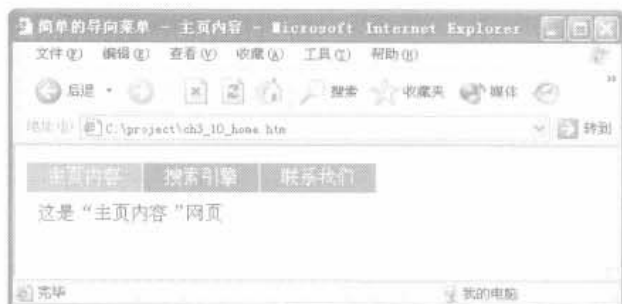 简单的导向菜单 - 主页内容 - Microsoft Internet Explorer
文件(F) 编辑(E) 查看(V) 收藏(A) 工具(T) 帮助(H)
后退 搜索 收藏夹 媒体 »
地址(D) C:\project\ch3_10_home.htm 转到
主页内容 搜索引擎 联系我们
这是“主页内容”网页
完毕 我的电脑